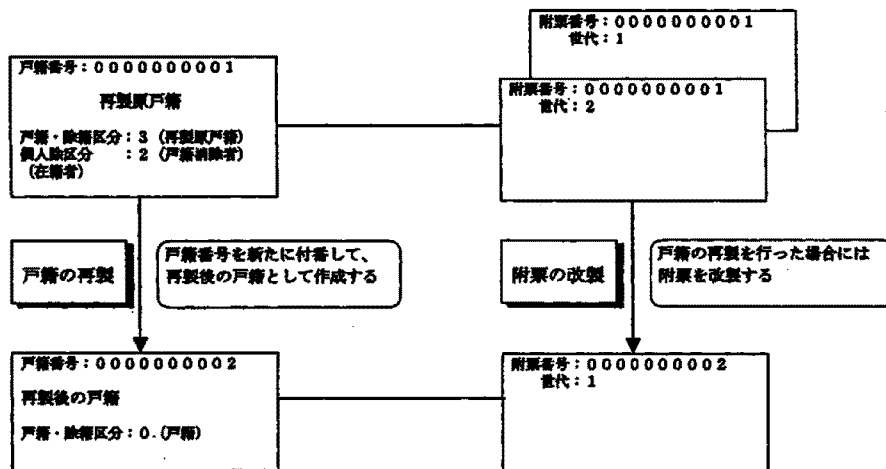 戸籍番号：0000000001
再製原戸籍
戸籍・除籍区分：3（再製原戸籍）
個人除区分　　：2（戸籍消除者）
（在籍者）
附票番号：0000000001
世代：1
附票番号：0000000001
世代：2
戸籍の再製
戸籍番号を新たに付番して、
再製後の戸籍として作成する
附票の改製
戸籍の再製を行った場合には
附票を改製する
戸籍番号：0000000002
再製後の戸籍
戸籍・除籍区分：0.（戸籍）
附票番号：0000000002
世代：1